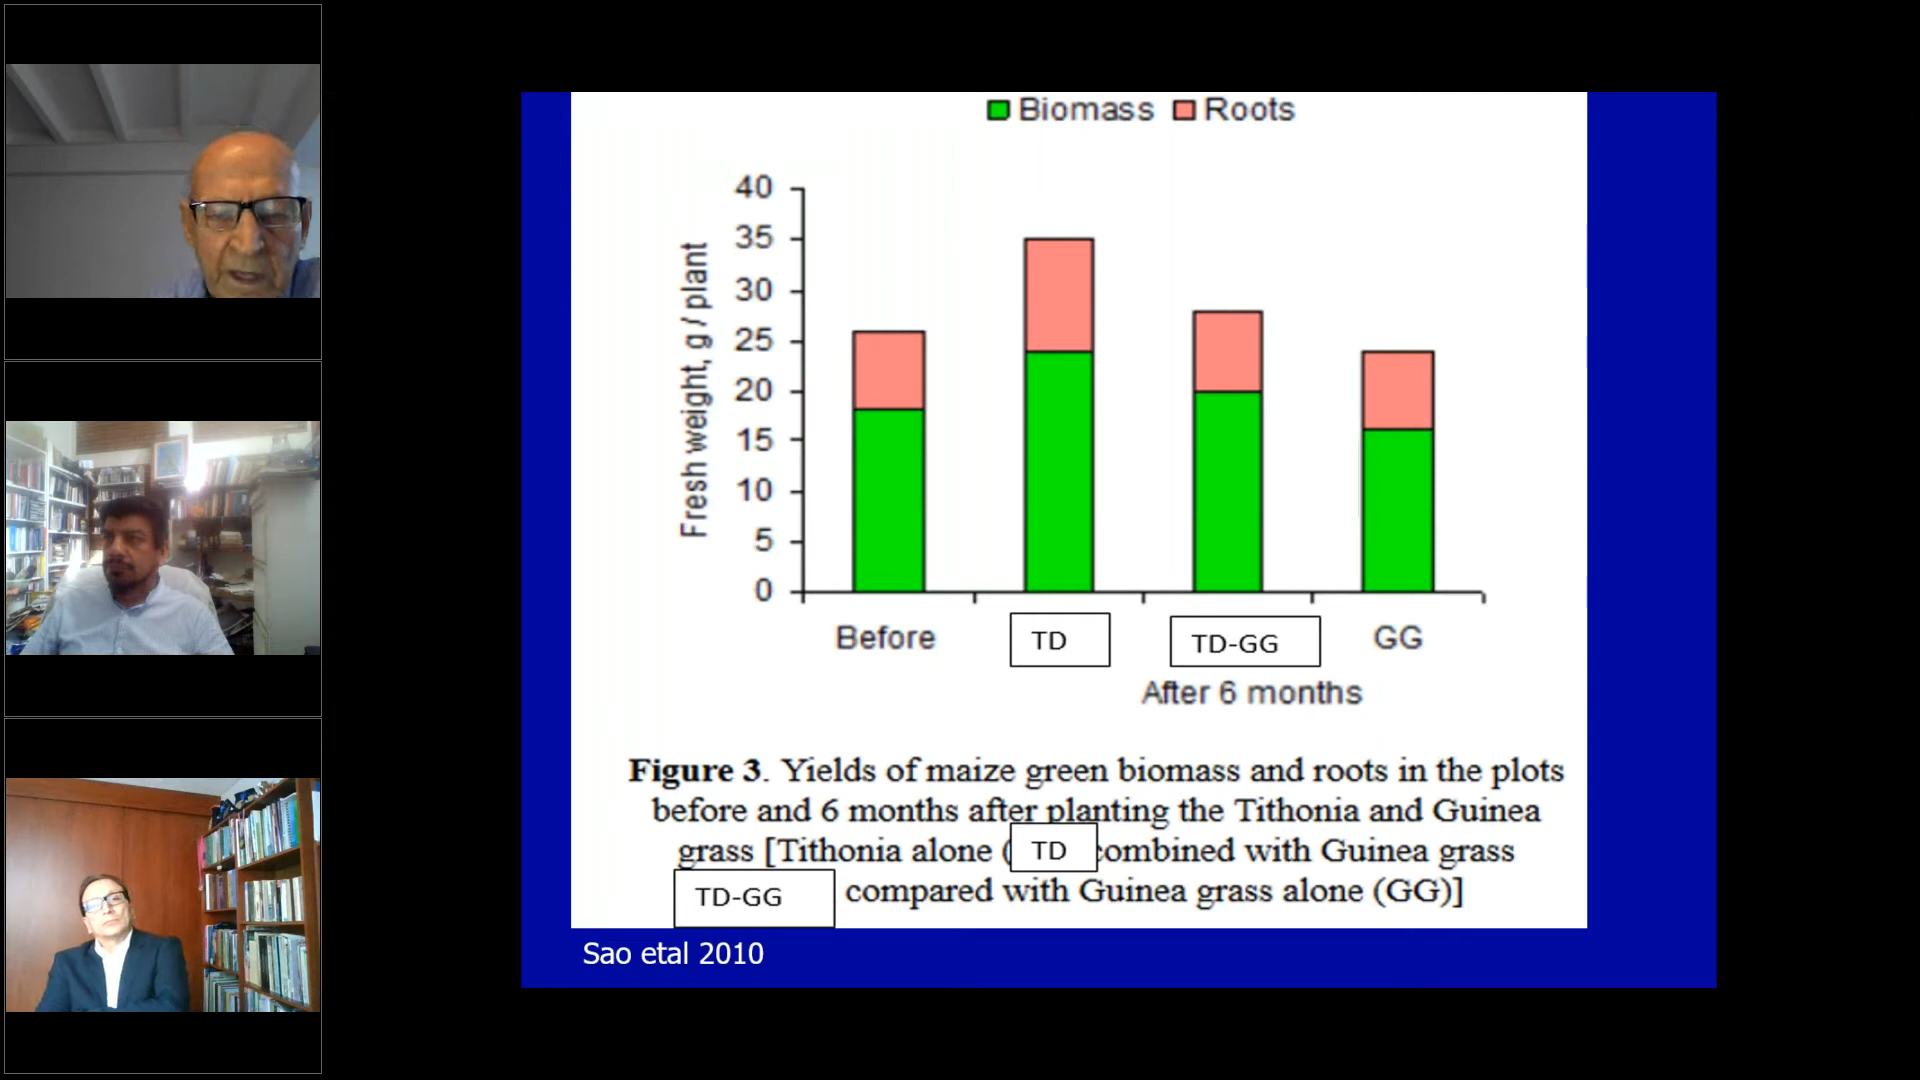 Biomass Roots
40
35
30
25
20
15
10
5
0
Fresh weight, g / plant
Before TD TD-GG GG
After 6 months
Figure 3. Yields of maize green biomass and roots in the plots
before and 6 months after planting the Tithonia and Guinea
grass [Tithonia alone ( TD combined with Guinea grass
TD-GG compared with Guinea grass alone (GG)]
Sao etal 2010